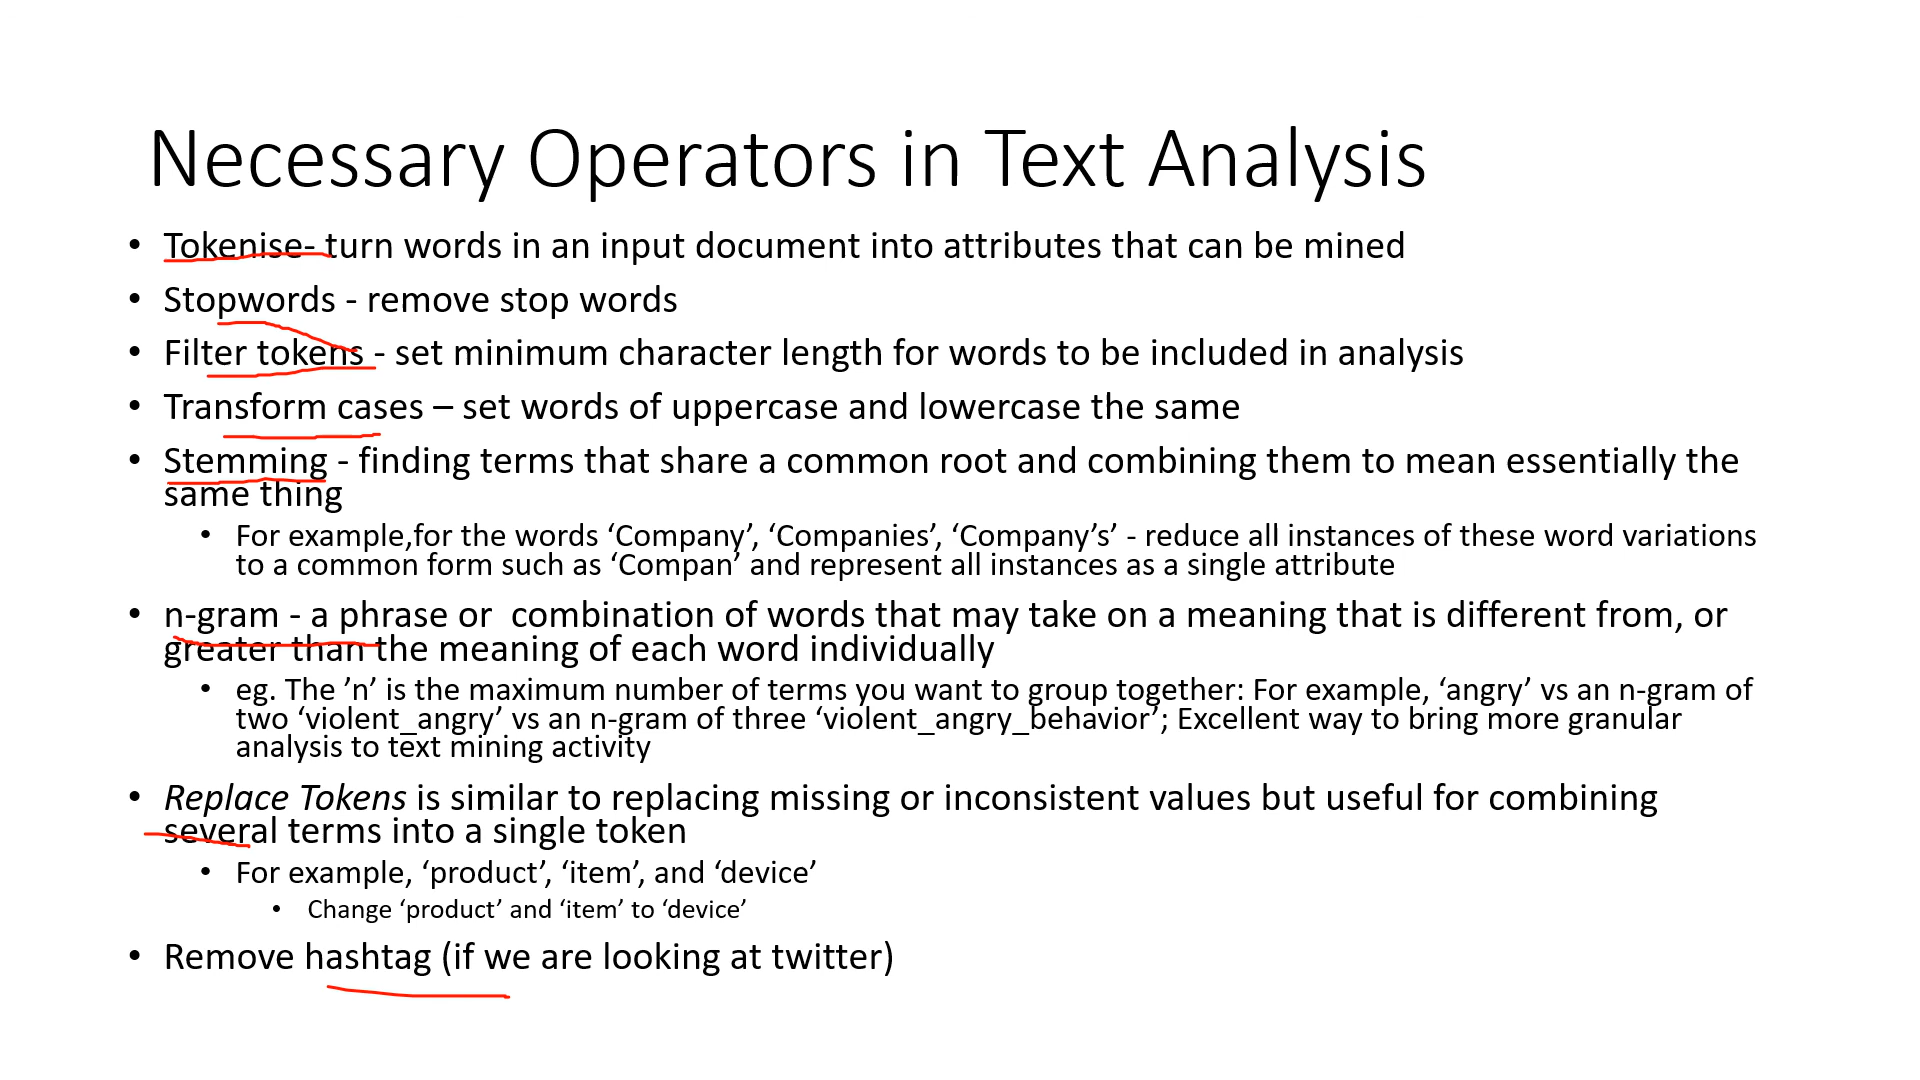 Necessary Operators in Text Analysis
• Tokenise- turn words in an input document into attributes that can be mined
• Stopwords - remove stop words
• Filter tokens - set minimum character length for words to be included in analysis
• Transform cases – set words of uppercase and lowercase the same
• Stemming - finding terms that share a common root and combining them to mean essentially the
same thing
• For example,for the words ‘Company’, ‘Companies’, ‘Company’s’ - reduce all instances of these word variations
to a common form such as ‘Compan’ and represent all instances as a single attribute
• n-gram - a phrase or  combination of words that may take on a meaning that is different from, or
greater than the meaning of each word individually
• eg. The ’n’ is the maximum number of terms you want to group together: For example, ‘angry’ vs an n-gram of
two ‘violent_angry’ vs an n-gram of three ‘violent_angry_behavior’; Excellent way to bring more granular
analysis to text mining activity
• Replace Tokens is similar to replacing missing or inconsistent values but useful for combining
several terms into a single token
• For example, ‘product’, ‘item’, and ‘device’
• Change ‘product’ and ‘item’ to ‘device’
• Remove hashtag (if we are looking at twitter)